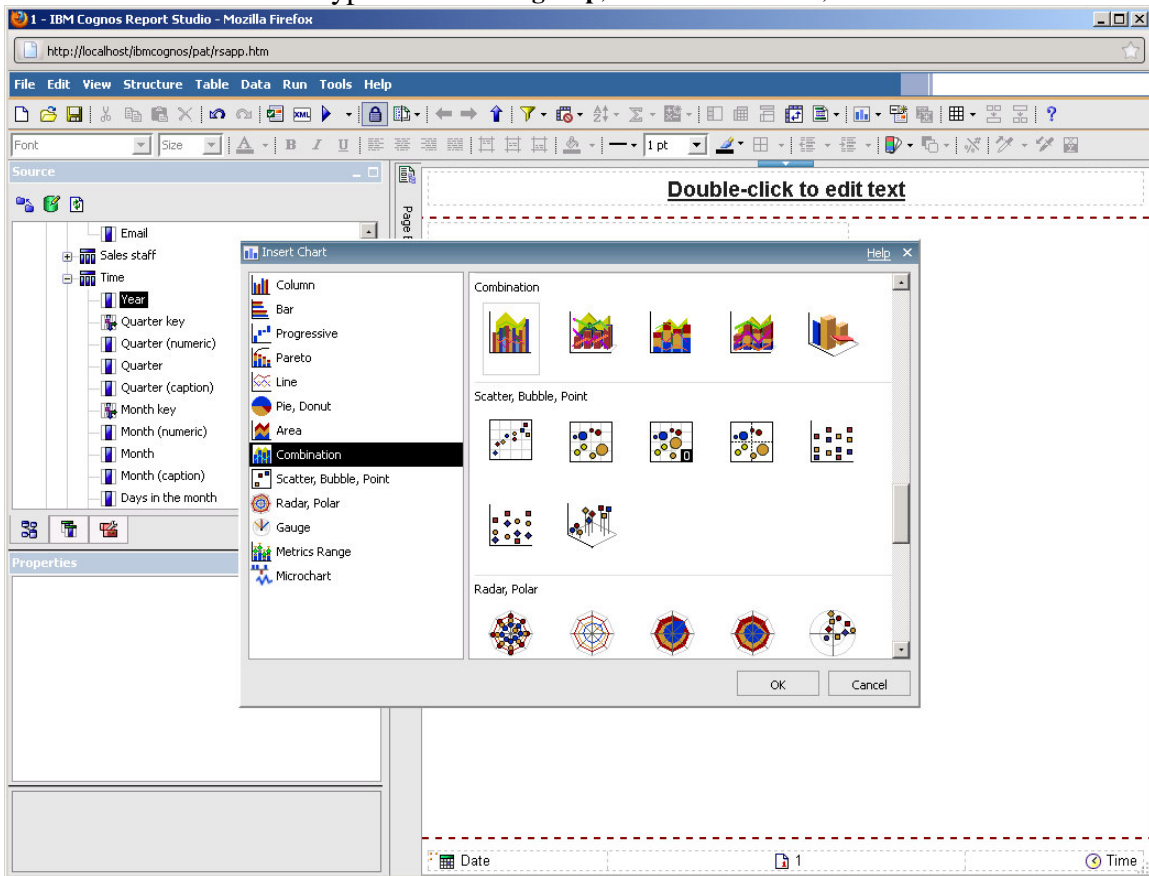 1 - IBM Cognos Report Studio - Mozilla Firefox
http://localhost/ibmcognos/pat/rsapp.htm
File Edit View Structure Table Data Run Tools Help
Font Size A B I U 1 pt
Source
Double-click to edit text
Email
Sales staff
Time
Year
Quarter key
Quarter (numeric)
Quarter
Quarter (caption)
Month key
Month (numeric)
Month
Month (caption)
Days in the month
Page
Properties
Insert Chart Help
Column
Bar
Progressive
Pareto
Line
Pie, Donut
Area
Combination
Scatter, Bubble, Point
Radar, Polar
Gauge
Metrics Range
Microchart
Combination
Scatter, Bubble, Point
Radar, Polar
OK Cancel
Date 1 Time